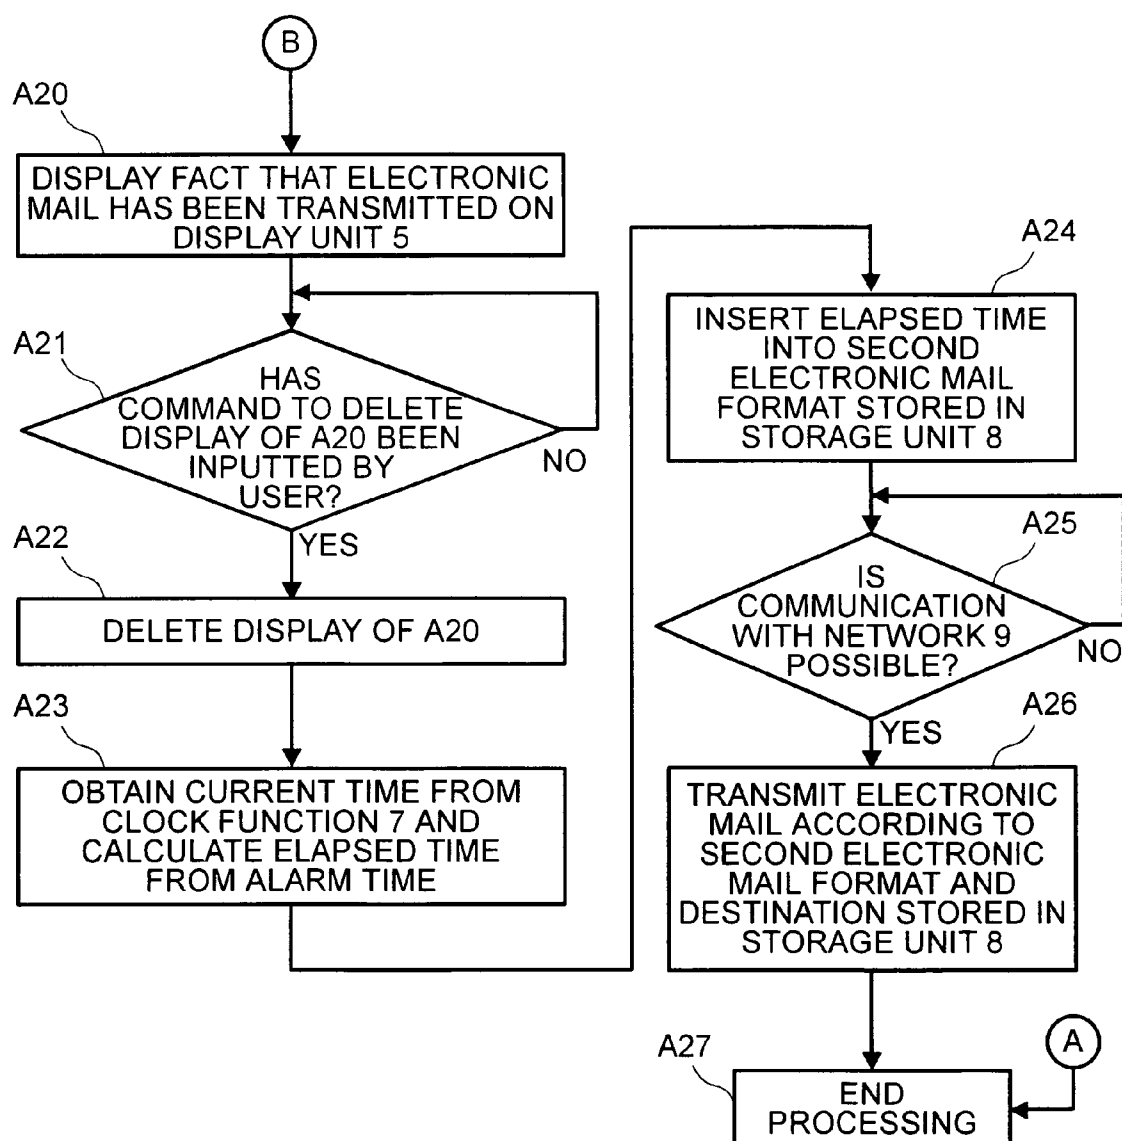 B
A20
DISPLAY FACT THAT ELECTRONIC
MAIL HAS BEEN TRANSMITTED ON
DISPLAY UNIT 5
A21
HAS
COMMAND TO DELETE
DISPLAY OF A20 BEEN
INPUTTED BY
USER?
NO
YES
A22
DELETE DISPLAY OF A20
A23
OBTAIN CURRENT TIME FROM
CLOCK FUNCTION 7 AND
CALCULATE ELAPSED TIME
FROM ALARM TIME
A24
INSERT ELAPSED TIME
INTO SECOND
ELECTRONIC MAIL
FORMAT STORED IN
STORAGE UNIT 8
A25
IS
COMMUNICATION
WITH NETWORK 9
POSSIBLE?
NO
YES
A26
TRANSMIT ELECTRONIC
MAIL ACCORDING TO
SECOND ELECTRONIC
MAIL FORMAT AND
DESTINATION STORED IN
STORAGE UNIT 8
A
A27
END
PROCESSING